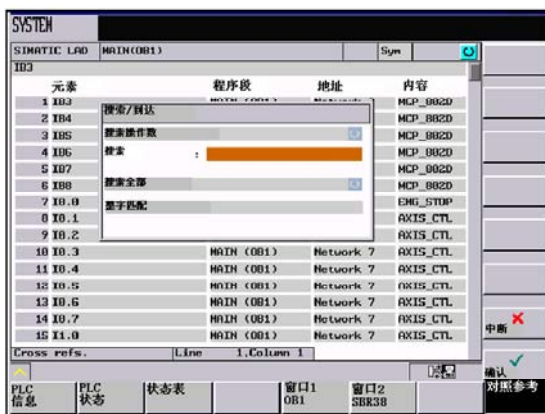 SYSTEM
SIMATIC LAD MAIN(OB1) Sym
IB3
元素 程序段 地址 内容
1 IB3 MCP_802D
2 IB4 MCP_802D
3 IB5 MCP_802D
4 IB6 MCP_802D
5 IB7 MCP_802D
6 IB8 MCP_802D
7 I0.0 EMG_STOP
8 I0.1 AXIS_CTL
9 I0.2 AXIS_CTL
10 I0.3 MAIN (OB1) Network 7 AXIS_CTL
11 I0.4 MAIN (OB1) Network 7 AXIS_CTL
12 I0.5 MAIN (OB1) Network 7 AXIS_CTL
13 I0.6 MAIN (OB1) Network 7 AXIS_CTL
14 I0.7 MAIN (OB1) Network 7 AXIS_CTL
15 I1.0 MAIN (OB1) Network 7 AXIS_CTL
搜索/到达
搜索操作数
搜索 :
搜索全部
整字匹配
Cross refs. Line 1,Column 1
中断
确认
PLC 信息
PLC 状态
状态表
窗口1 OB1
窗口2 SBR38
对照参考